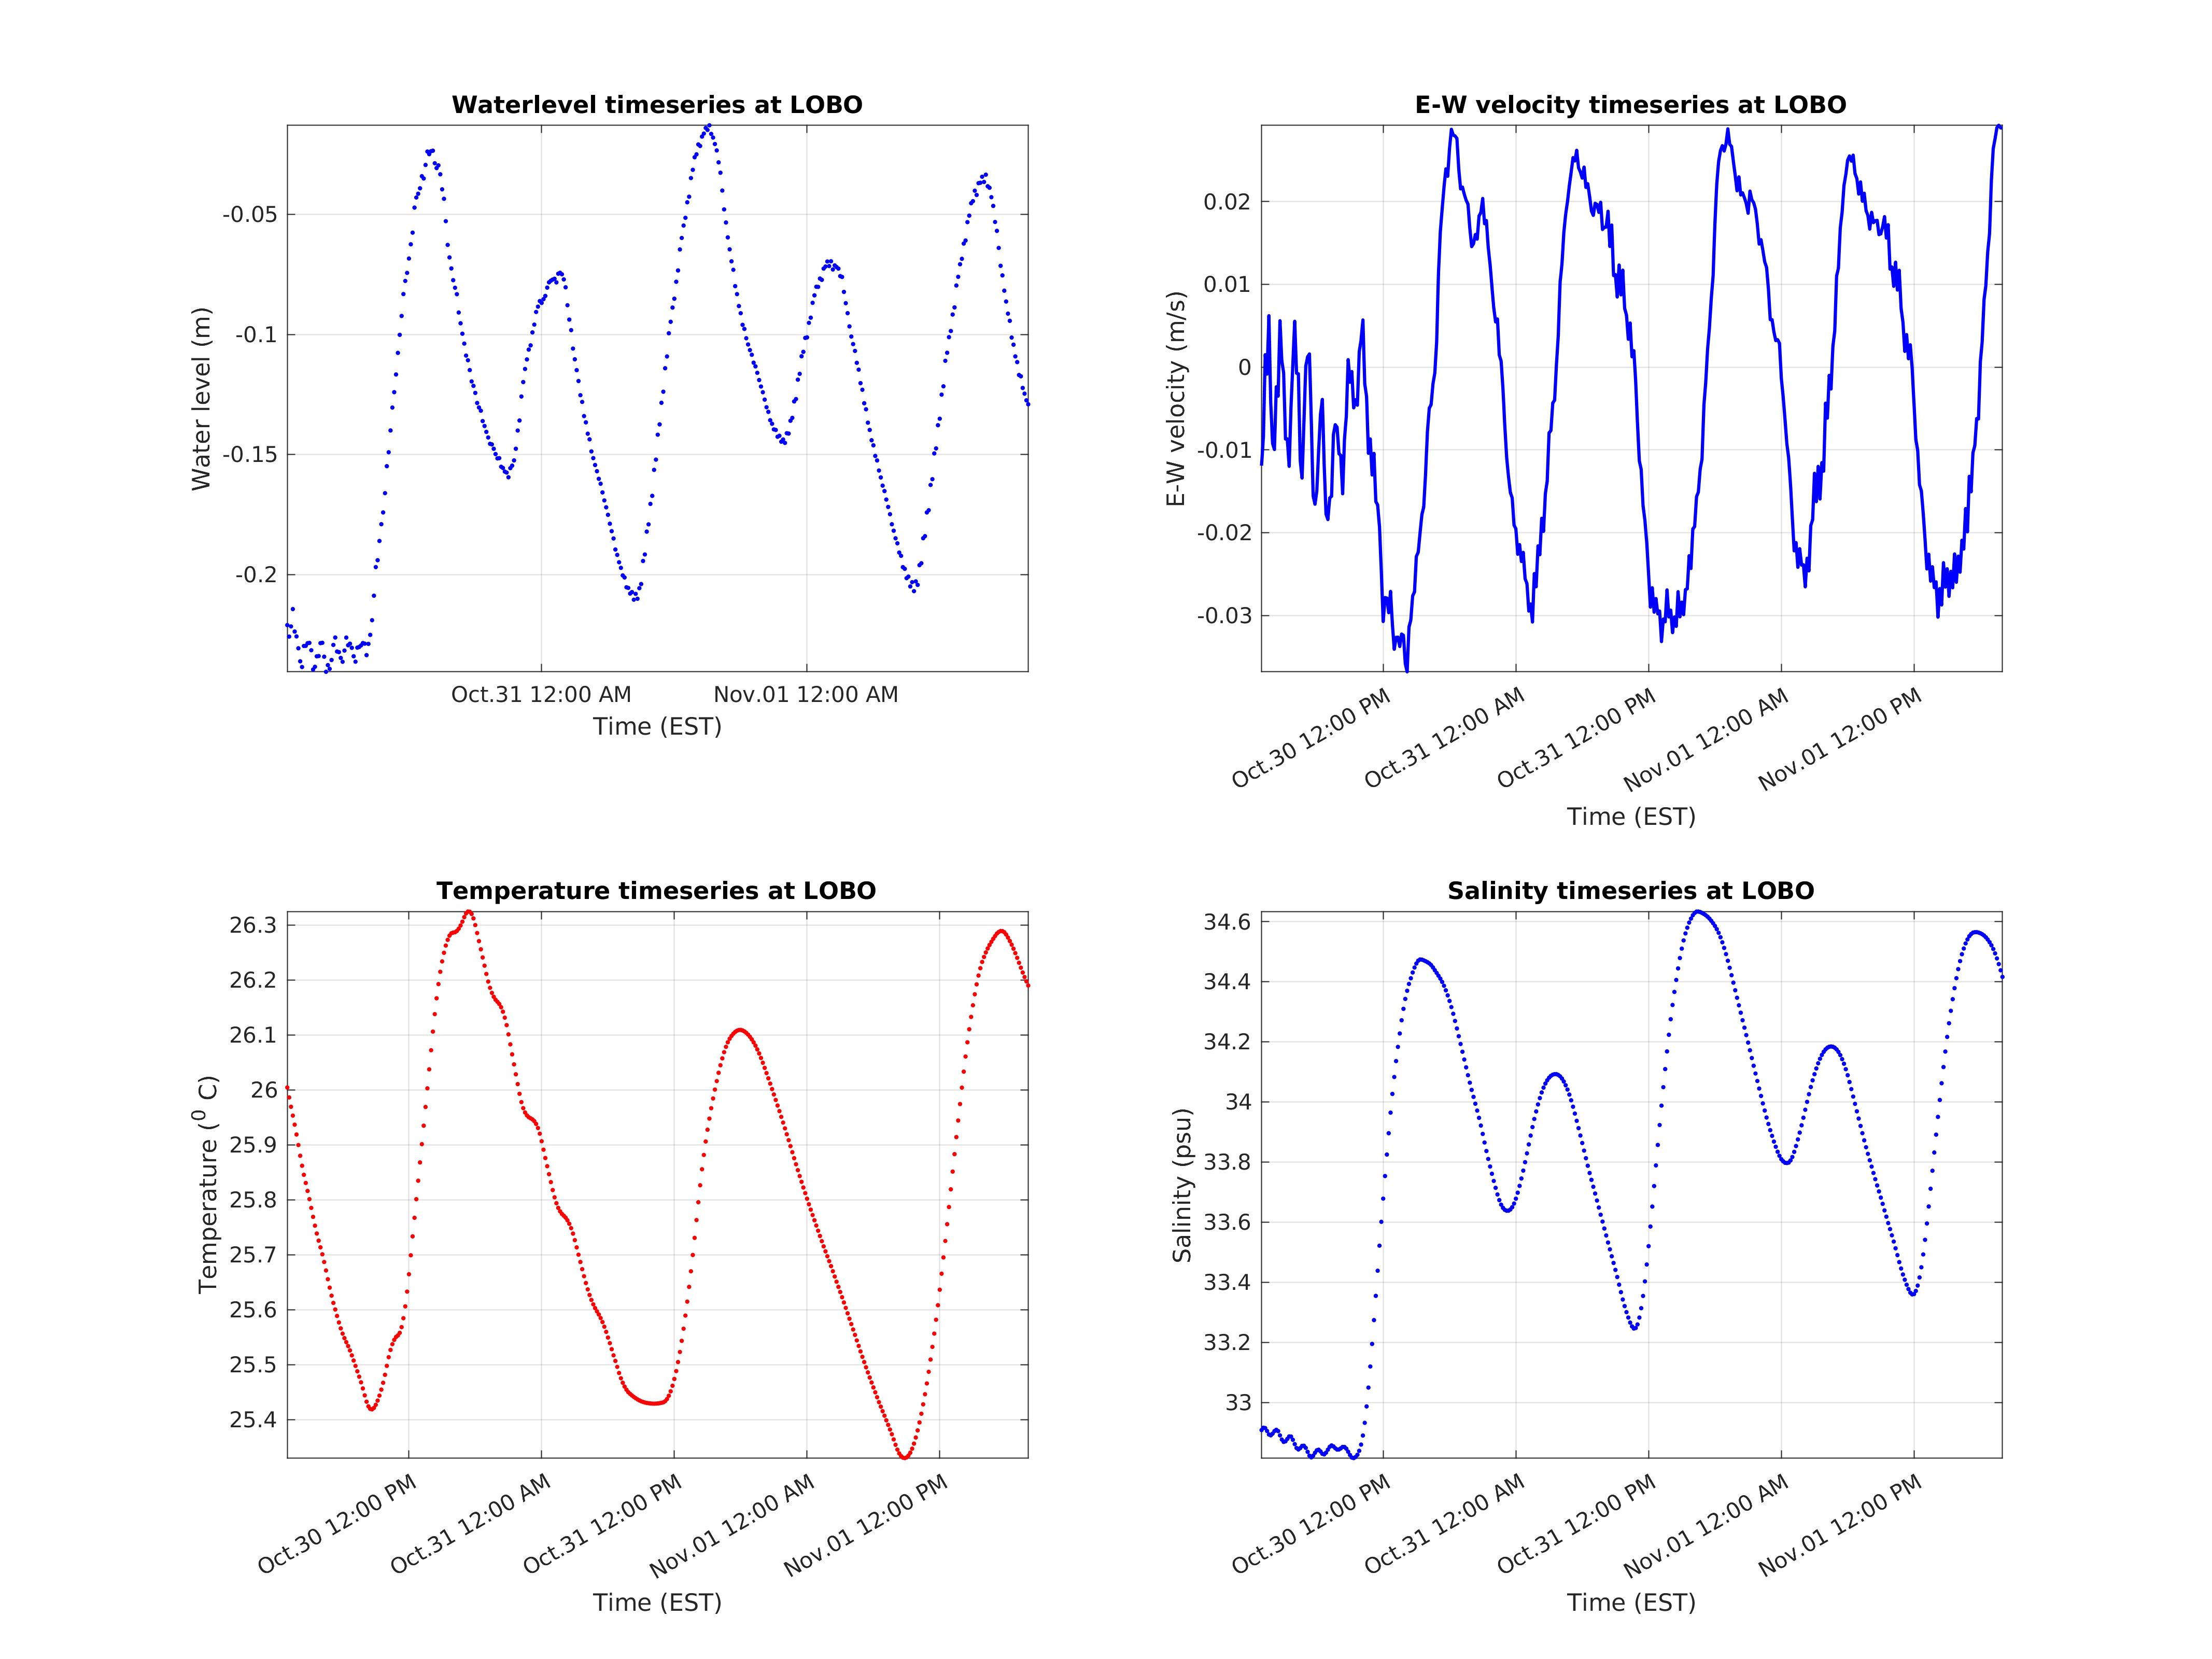 Waterlevel timeseries at LOBO
Water level (m)
-0.05
-0.1
-0.15
-0.2
Oct.31 12:00 AM Nov.01 12:00 AM
Time (EST)
E-W velocity timeseries at LOBO
E-W velocity (m/s)
0.02
0.01
0
-0.01
-0.02
-0.03
Oct.30 12:00 PM
Oct.31 12:00 AM
Oct.31 12:00 PM
Nov.01 12:00 AM
Nov.01 12:00 PM
Time (EST)
Temperature timeseries at LOBO
Temperature (⁰ C)
26.3
26.2
26.1
26
25.9
25.8
25.7
25.6
25.5
25.4
Oct.30 12:00 PM
Oct.31 12:00 AM
Oct.31 12:00 PM
Nov.01 12:00 AM
Nov.01 12:00 PM
Time (EST)
Salinity timeseries at LOBO
Salinity (psu)
34.6
34.4
34.2
34
33.8
33.6
33.4
33.2
33
Oct.30 12:00 PM
Oct.31 12:00 AM
Oct.31 12:00 PM
Nov.01 12:00 AM
Nov.01 12:00 PM
Time (EST)